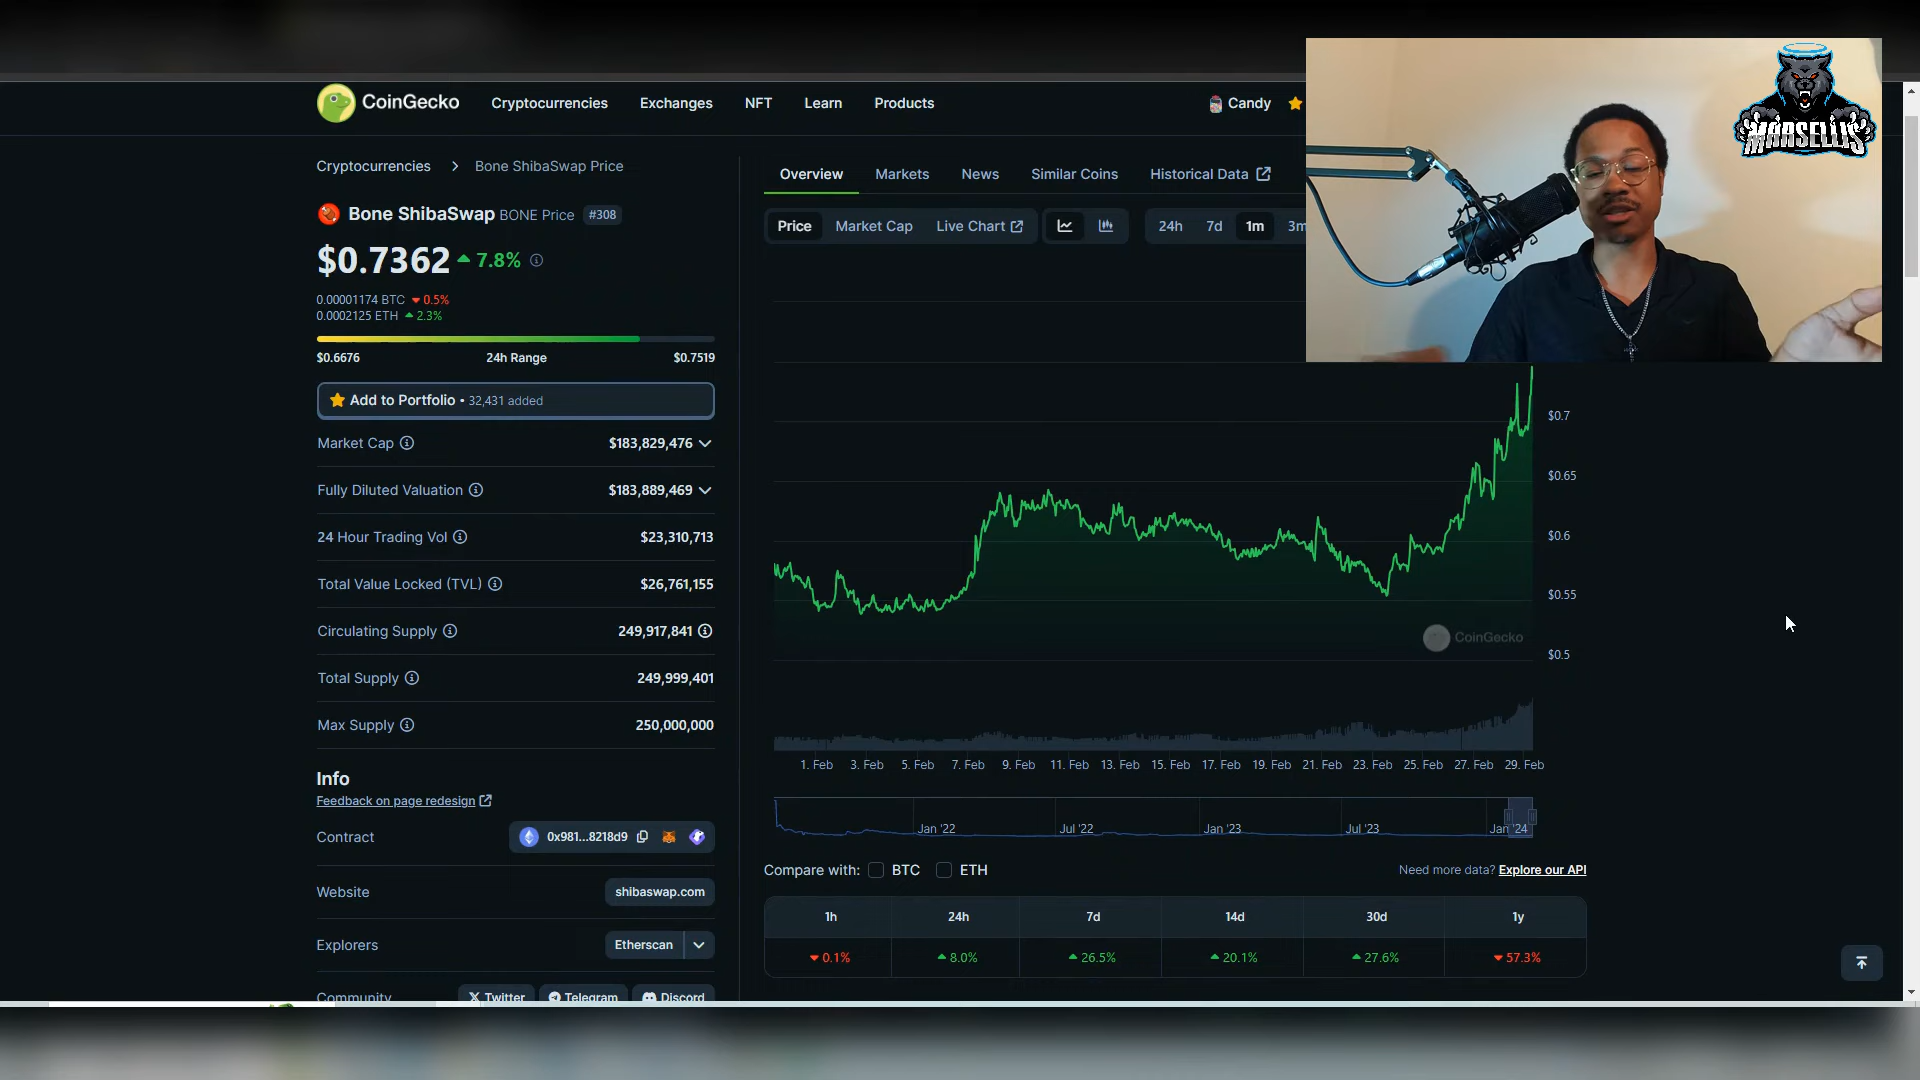 CoinGecko
Cryptocurrencies Exchanges NFT Learn Products
Candy
MARSELLIS
Cryptocurrencies > Bone ShibaSwap Price
Bone ShibaSwap BONE Price #308
$0.7362 7.8%
0.00001174 BTC 0.5%
0.0002125 ETH 2.3%
$0.6676 24h Range $0.7519
Add to Portfolio • 32,431 added
Market Cap $183,829,476
Fully Diluted Valuation $183,889,469
24 Hour Trading Vol $23,310,713
Total Value Locked (TVL) $26,761,155
Circulating Supply 249,917,841
Total Supply 249,999,401
Max Supply 250,000,000
Info
Feedback on page redesign
Contract 0x981...8218d9
Website shibaswap.com
Explorers Etherscan
Community Twitter Telegram Discord
Overview Markets News Similar Coins Historical Data
Price Market Cap Live Chart 24h 7d 1m 3m
$0.7
$0.65
$0.6
$0.55
$0.5
CoinGecko
1. Feb 3. Feb 5. Feb 7. Feb 9. Feb 11. Feb 13. Feb 15. Feb 17. Feb 19. Feb 21. Feb 23. Feb 25. Feb 27. Feb 29. Feb
Jan '22 Jul '22 Jan '23 Jul '23 Jan '24
Compare with: BTC ETH
Need more data? Explore our API
1h 24h 7d 14d 30d 1y
0.1% 8.0% 26.5% 20.1% 27.6% 57.3%